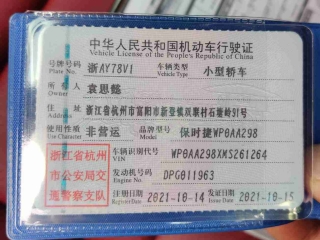 中华人民共和国机动车行驶证
Vehicle License of the People's Republic of China
号牌号码 浙AY78V1 车辆类型 小型轿车
Plate No. Vehicle Type
所有人 袁思懿
Owner
住址 浙江省杭州市富阳市新登镇双联村石塘岭31号
Address
使用性质 非营运 品牌型号 保时捷WP0AA298
Use Character Model
浙江省杭州
市公安局交
通警察支队
车辆识别代号 WP0AA298XMS261264
VIN
发动机号码 DPG011963
Engine No.
注册日期 2021-10-14 发证日期 2021-10-15
Register Date Issue Date